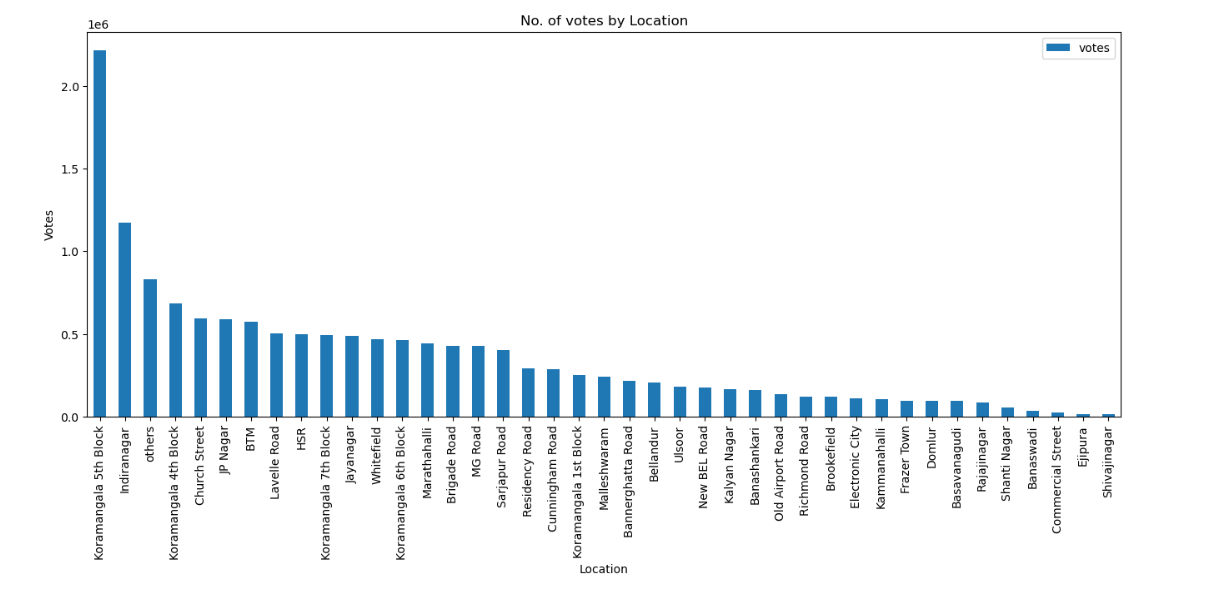 No. of votes by Location
1e6
votes
2.0
1.5
1.0
0.5
0.0
Votes
Koramangala 5th Block
Indiranagar
others
Koramangala 4th Block
Church Street
JP Nagar
BTM
Lavelle Road
HSR
Koramangala 7th Block
Jayanagar
Whitefield
Koramangala 6th Block
Marathahalli
Brigade Road
MG Road
Sarjapur Road
Residency Road
Cunningham Road
Koramangala 1st Block
Malleshwaram
Bannerghatta Road
Bellandur
Ulsoor
New BEL Road
Kalyan Nagar
Banashankari
Old Airport Road
Richmond Road
Brookefield
Electronic City
Kammanahalli
Frazer Town
Domlur
Basavanagudi
Rajajinagar
Shanti Nagar
Banaswadi
Commercial Street
Ejipura
Shivajinagar
Location